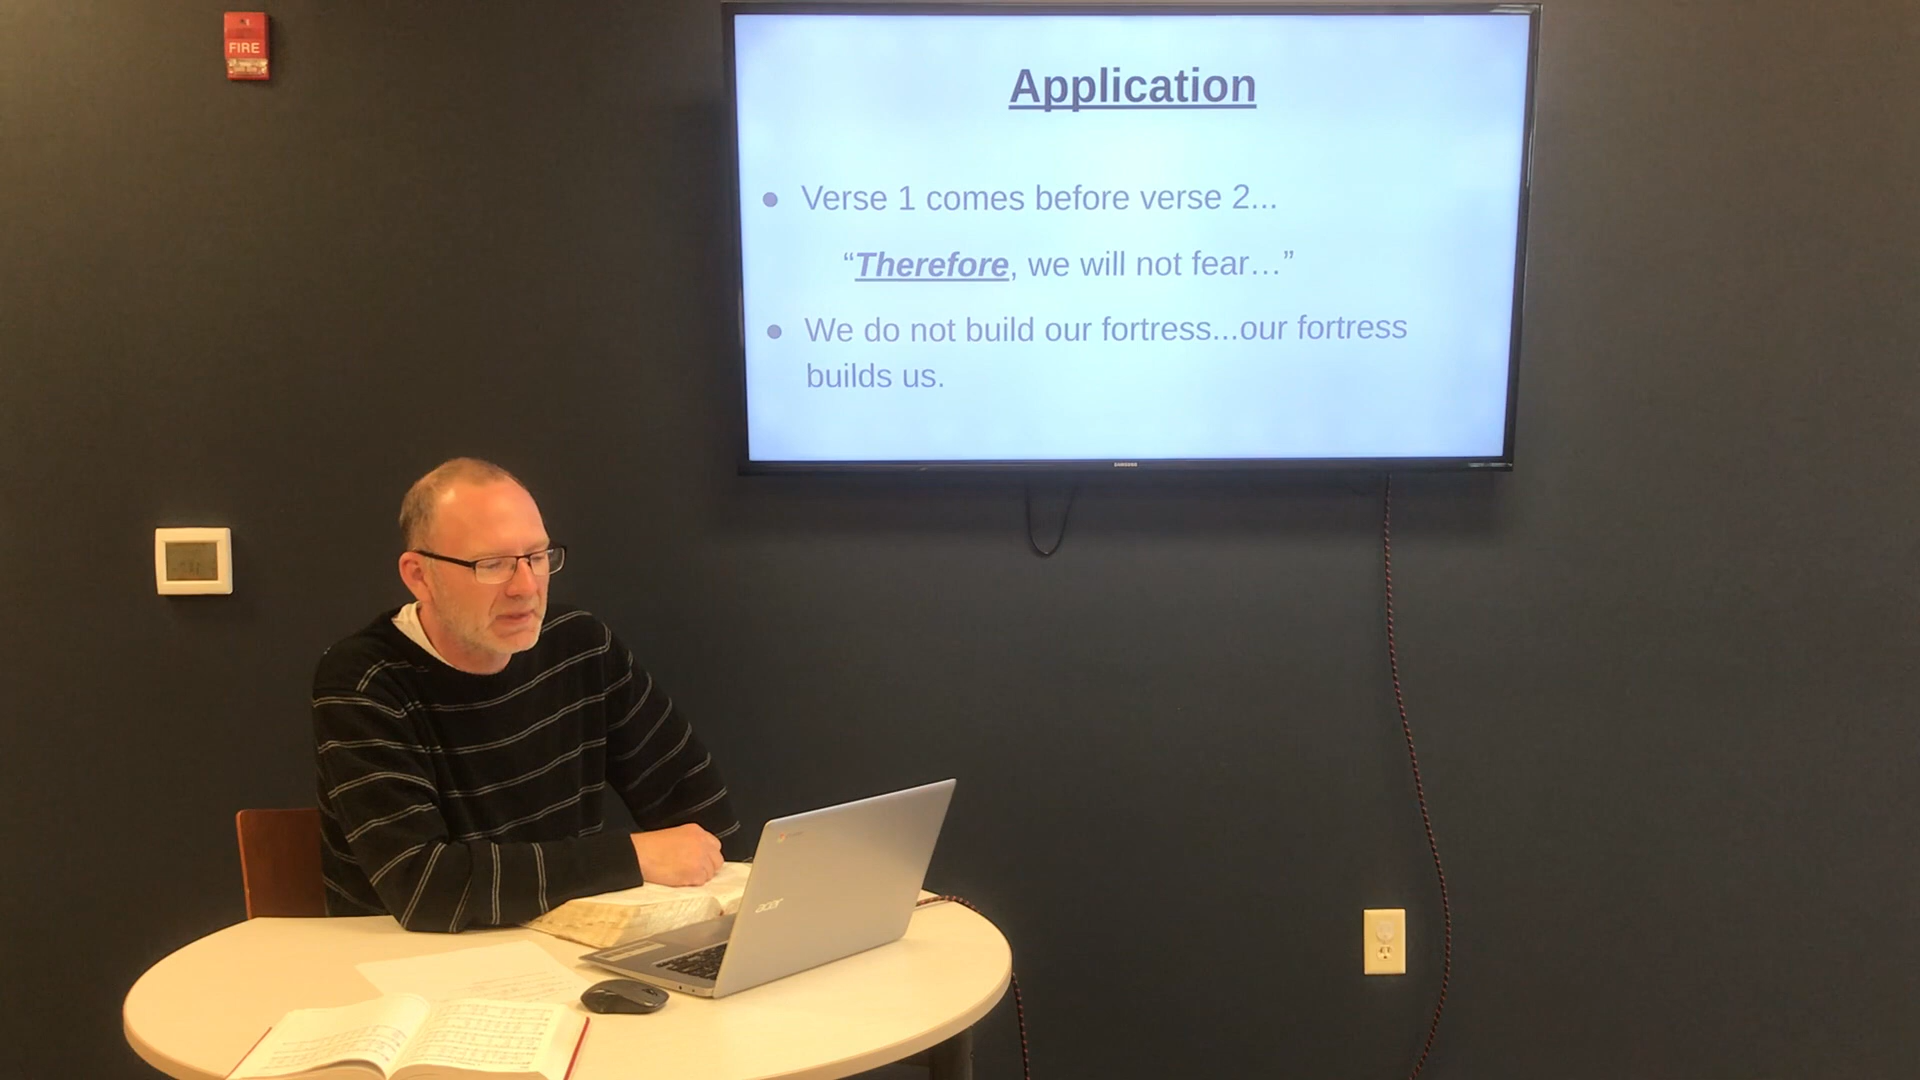 FIRE
Application
● Verse 1 comes before verse 2...
“Therefore, we will not fear…”
● We do not build our fortress...our fortress
builds us.
SAMSUNG
acer